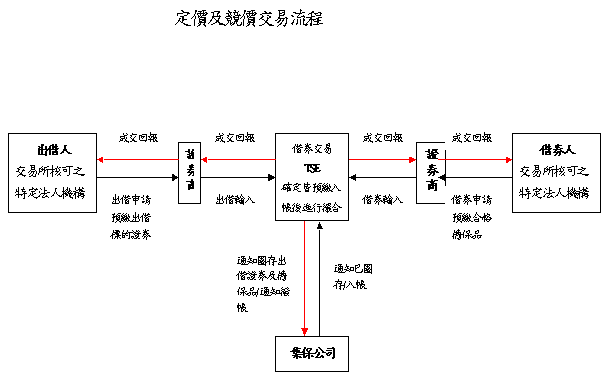 定價及競價交易流程
成交回報
成交回報
成交回報
成交回報
出借人
交易所核可之
特定法人機構
證
券
商
借券交易
TSE
確定皆預繳入
帳後進行撮合
證
券
商
借券人
交易所核可之
特定法人機構
出借申請
預繳出借
標的證券
出借輸入
借券輸入
借券申請
預繳合格
擔保品
通知圈存出
借證券及擔
保品/通知撥
帳
通知已圈
存/入帳
集保公司